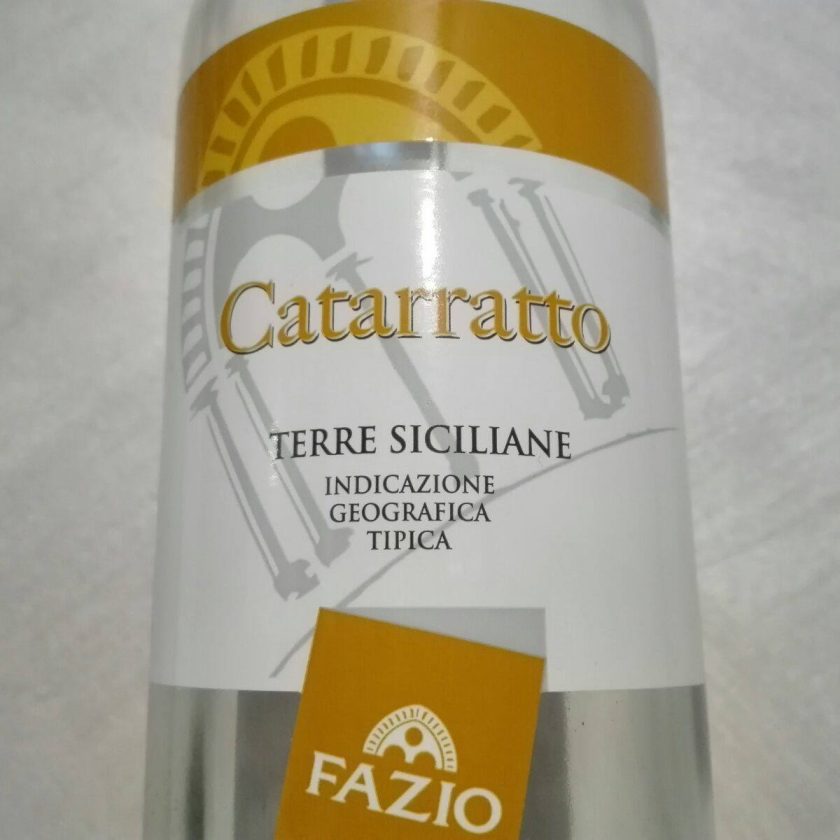 Catarratto
TERRE SICILIANE
INDICAZIONE
GEOGRAFICA
TIPICA
FAZIO